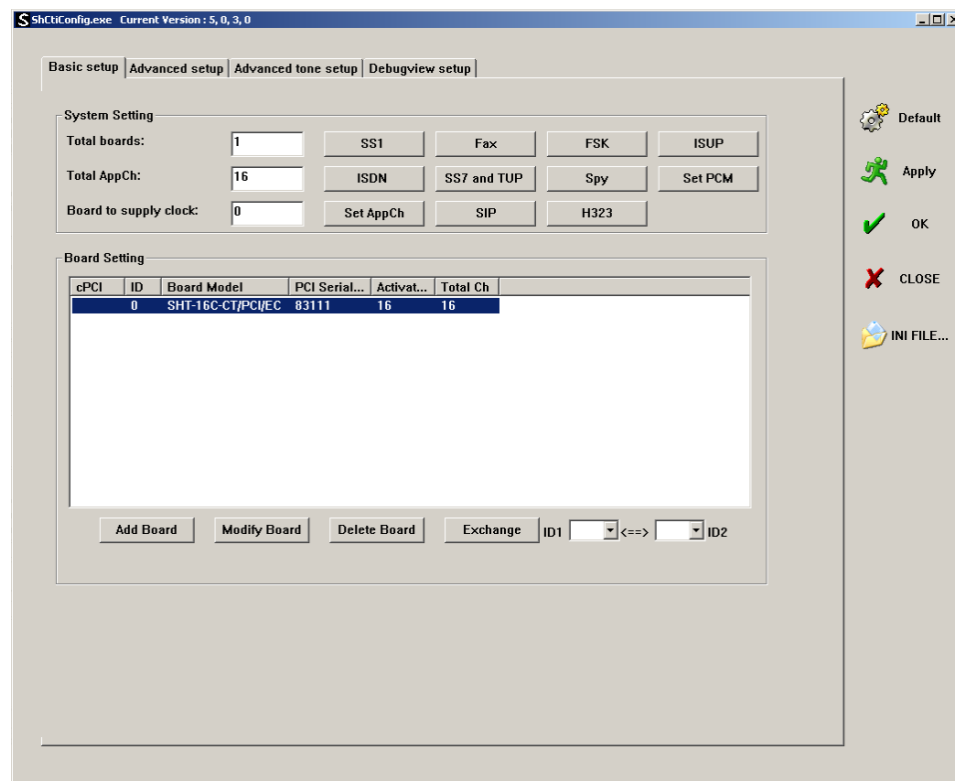 ShCtiConfig.exe Current Version : 5, 0, 3, 0
Basic setup Advanced setup Advanced tone setup Debugview setup
System Setting
Total boards: 1 SS1 Fax FSK ISUP
Total AppCh: 16 ISDN SS7 and TUP Spy Set PCM
Board to supply clock: 0 Set AppCh SIP H323
Board Setting
cPCI ID Board Model PCI Serial... Activat... Total Ch
0 SHT-16C-CT/PCI/EC 83111 16 16
Add Board Modify Board Delete Board Exchange ID1 <==> ID2
Default
Apply
OK
CLOSE
INI FILE...